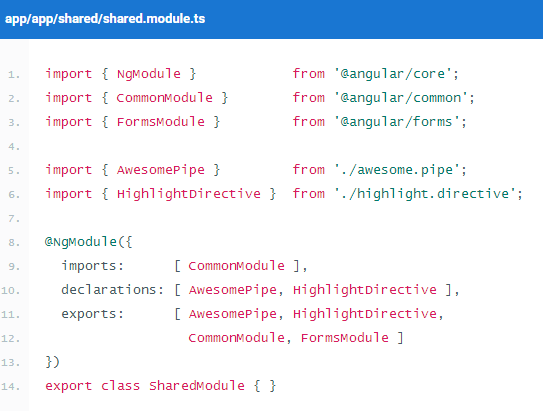 app/app/shared/shared.module.ts
1. import { NgModule }            from '@angular/core';
2. import { CommonModule }        from '@angular/common';
3. import { FormsModule }         from '@angular/forms';
4.
5. import { AwesomePipe }         from './awesome.pipe';
6. import { HighlightDirective }  from './highlight.directive';
7.
8. @NgModule({
9.   imports:      [ CommonModule ],
10.   declarations: [ AwesomePipe, HighlightDirective ],
11.   exports:      [ AwesomePipe, HighlightDirective,
12.                   CommonModule, FormsModule ]
13. })
14. export class SharedModule { }